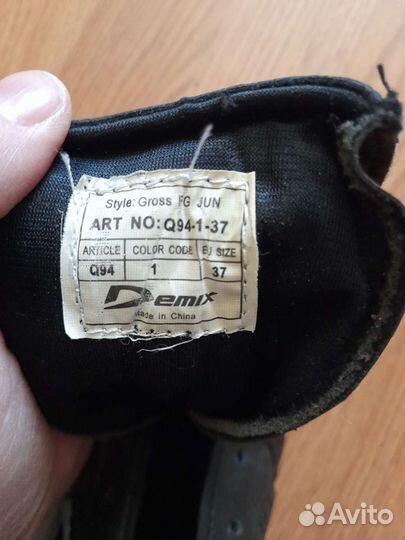 Style: Gross FG JUN
ART NO: Q94-1-37
ARTICLE COLOR CODE EU SIZE
Q94 1 37
Demix
Made in China
Avito